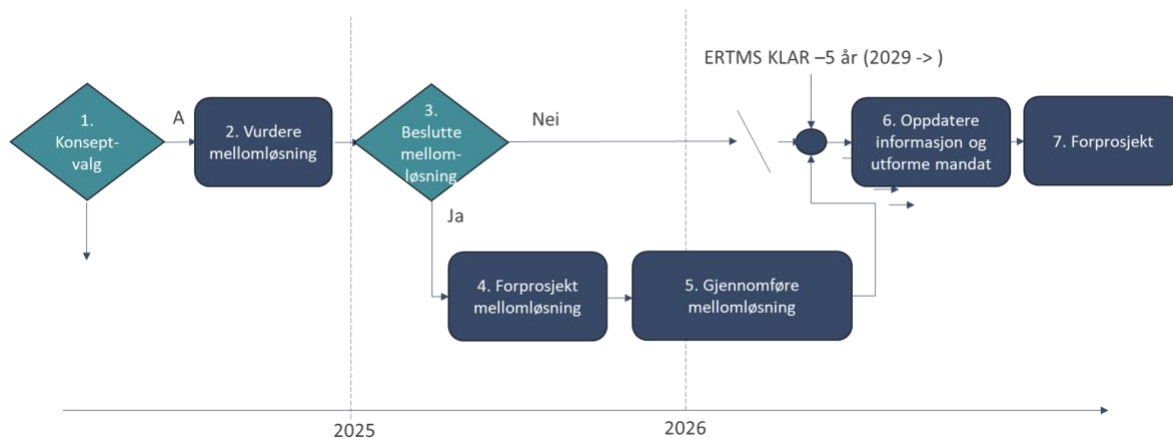 ERTMS KLAR –5 år (2029 -> )
1.
Konsept-
valg
A
2. Vurdere
mellomløsning
3.
Beslutte
mellom-
løsning
Nei
6. Oppdatere
informasjon og
utforme mandat
7. Forprosjekt
Ja
4. Forprosjekt
mellomløsning
5. Gjennomføre
mellomløsning
2025
2026